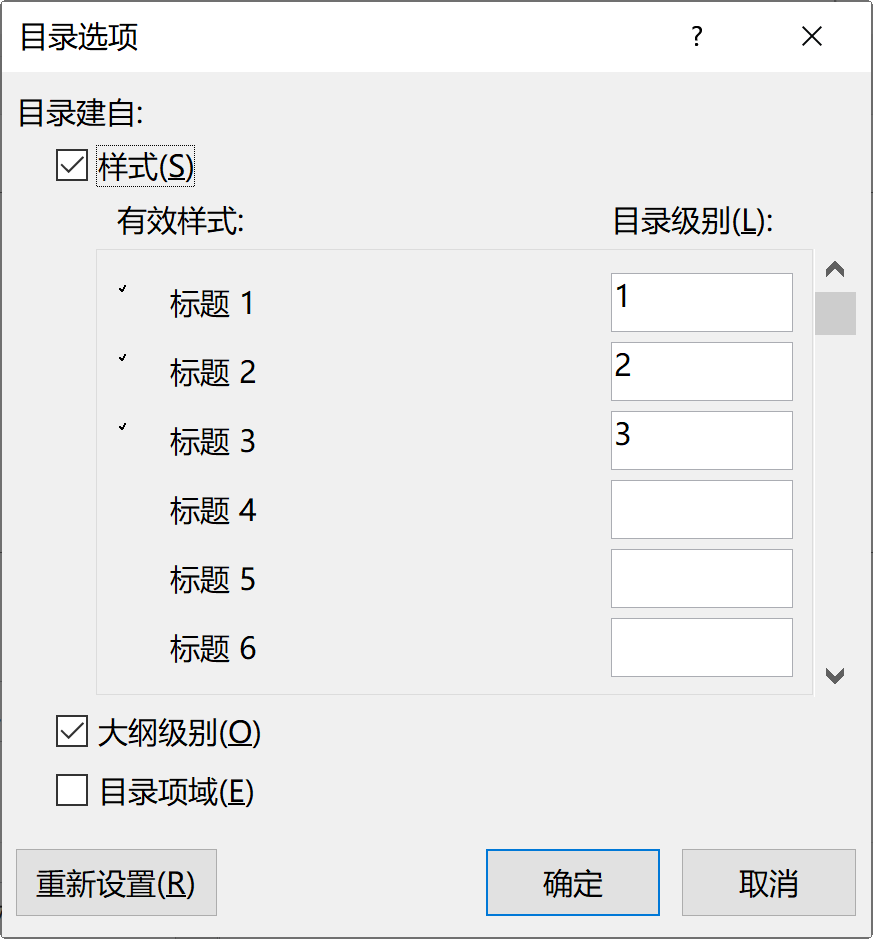 目录选项 ?
目录建自:
样式(S)
有效样式: 目录级别(L):
标题 1 1
标题 2 2
标题 3 3
标题 4
标题 5
标题 6
大纲级别(O)
目录项域(E)
重新设置(R) 确定 取消